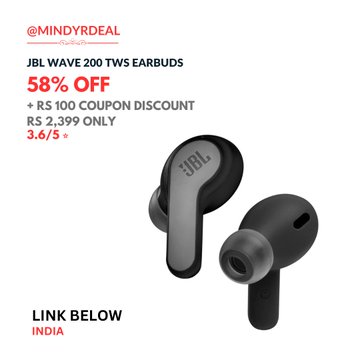 @MINDYRDEAL
JBL WAVE 200 TWS EARBUDS
58% OFF
+ RS 100 COUPON DISCOUNT
RS 2,399 ONLY
3.6/5 ⭐
JBL
LINK BELOW
INDIA